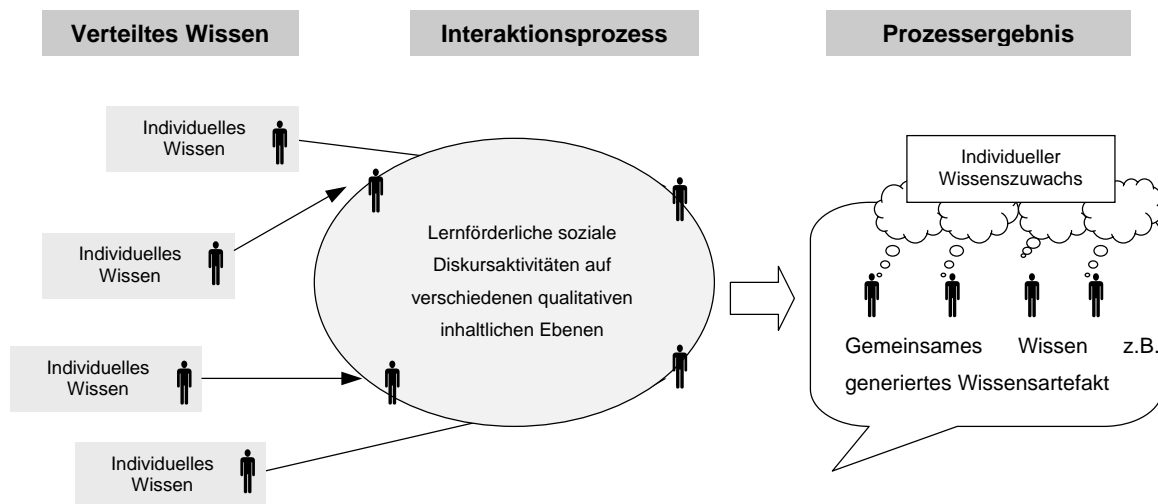 Verteiltes Wissen
Interaktionsprozess
Prozessergebnis
Individuelles
Wissen
Individuelles
Wissen
Individuelles
Wissen
Individuelles
Wissen
Lernförderliche soziale
Diskursaktivitäten auf
verschiedenen qualitativen
inhaltlichen Ebenen
Individueller
Wissenszuwachs
Gemeinsames Wissen z.B.
generiertes Wissensartefakt